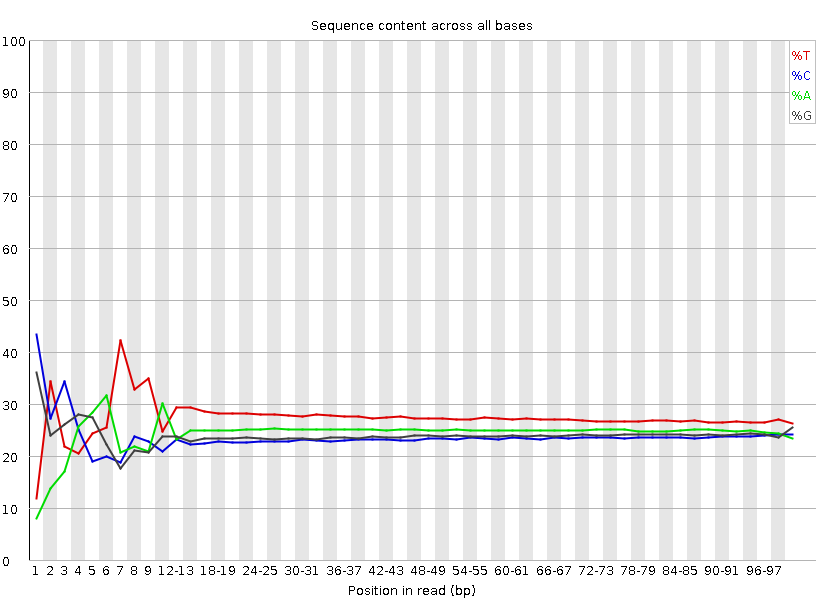 Sequence content across all bases
100
90
80
70
60
50
40
30
20
10
0
%T
%C
%A
%G
1 2 3 4 5 6 7 8 9 12-13 18-19 24-25 30-31 36-37 42-43 48-49 54-55 60-61 66-67 72-73 78-79 84-85 90-91 96-97
Position in read (bp)